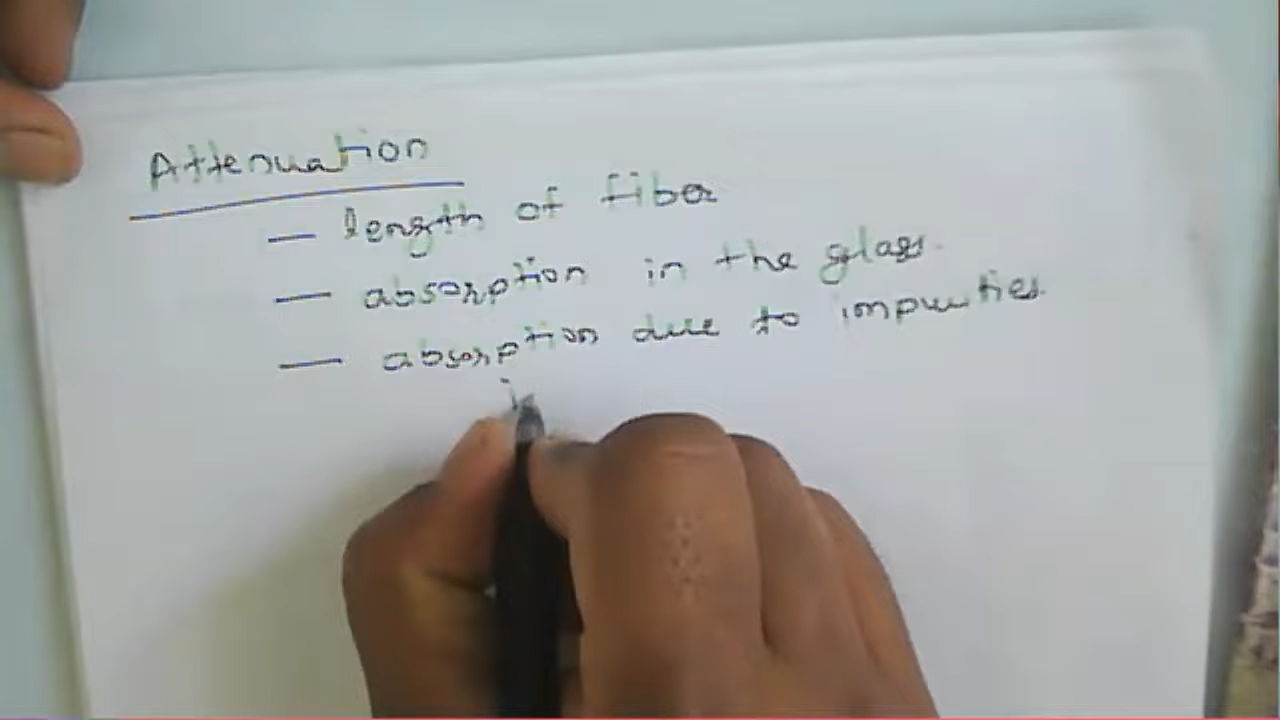 Attenuation
— length of fiber
— absorption in the glass.
— absorption due to impurities.